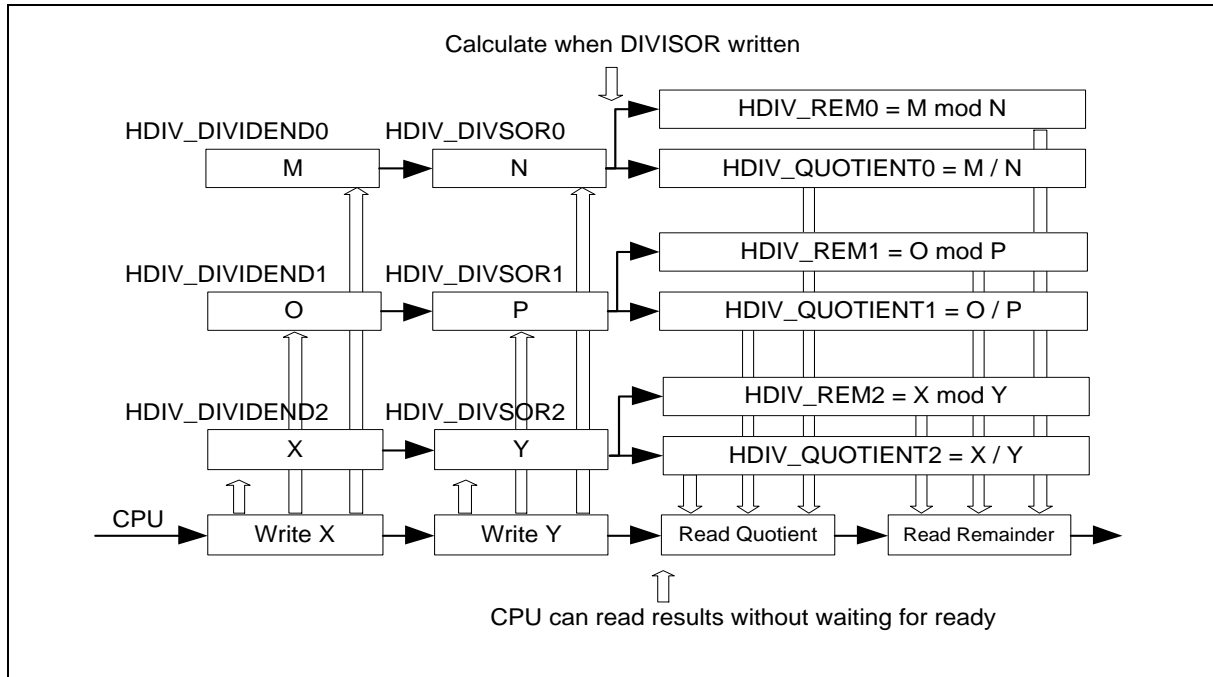 Calculate when DIVISOR written
HDIV_REM0 = M mod N
HDIV_DIVIDEND0
HDIV_DIVSOR0
M
N
HDIV_QUOTIENT0 = M / N
HDIV_REM1 = O mod P
HDIV_DIVIDEND1
HDIV_DIVSOR1
O
P
HDIV_QUOTIENT1 = O / P
HDIV_REM2 = X mod Y
HDIV_DIVIDEND2
HDIV_DIVSOR2
X
Y
HDIV_QUOTIENT2 = X / Y
CPU
Write X
Write Y
Read Quotient
Read Remainder
CPU can read results without waiting for ready